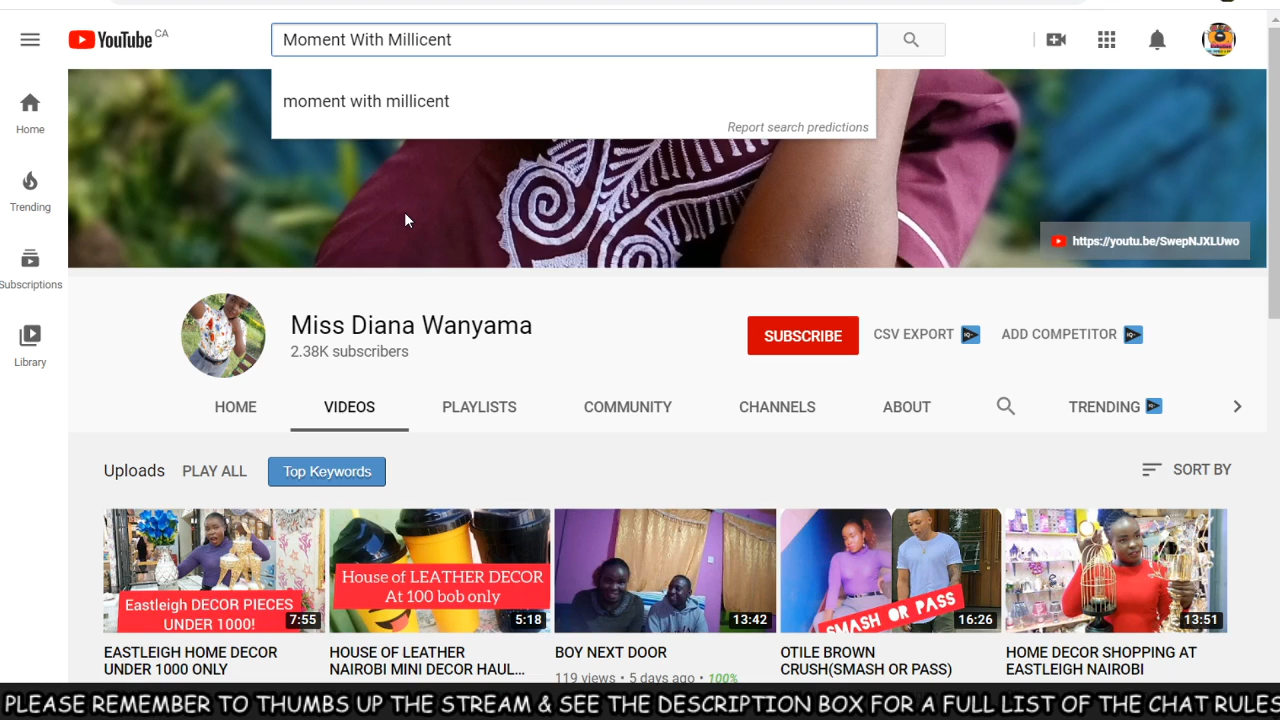 YouTube CA
Moment With Millicent
moment with millicent
Report search predictions
Home
Trending
Subscriptions
Library
https://youtu.be/SwepNJXLUwo
Miss Diana Wanyama
2.38K subscribers
SUBSCRIBE
CSV EXPORT
ADD COMPETITOR
HOME
VIDEOS
PLAYLISTS
COMMUNITY
CHANNELS
ABOUT
TRENDING
Uploads
PLAY ALL
Top Keywords
SORT BY
Eastleigh DECOR PIECES
UNDER 1000!
7:55
House of LEATHER DECOR
At 100 bob only
5:18
13:42
SMASH OR PASS
16:26
13:51
EASTLEIGH HOME DECOR
UNDER 1000 ONLY
HOUSE OF LEATHER
NAIROBI MINI DECOR HAUL...
BOY NEXT DOOR
119 views • 5 days ago • 100%
OTILE BROWN
CRUSH(SMASH OR PASS)
HOME DECOR SHOPPING AT
EASTLEIGH NAIROBI
PLEASE REMEMBER TO THUMBS UP THE STREAM & SEE THE DESCRIPTION BOX FOR A FULL LIST OF THE CHAT RULES